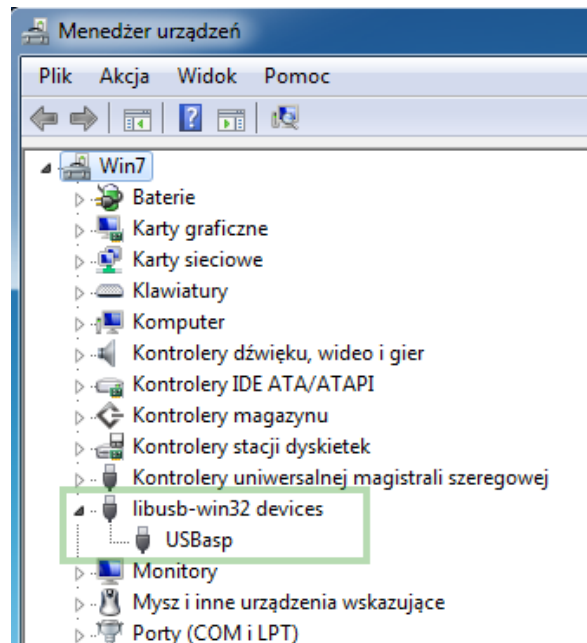 Menedżer urządzeń
Plik Akcja Widok Pomoc
Win7
Baterie
Karty graficzne
Karty sieciowe
Klawiatury
Komputer
Kontrolery dźwięku, wideo i gier
Kontrolery IDE ATA/ATAPI
Kontrolery magazynu
Kontrolery stacji dyskietek
Kontrolery uniwersalnej magistrali szeregowej
libusb-win32 devices
USBasp
Monitory
Mysz i inne urządzenia wskazujące
Porty (COM i LPT)